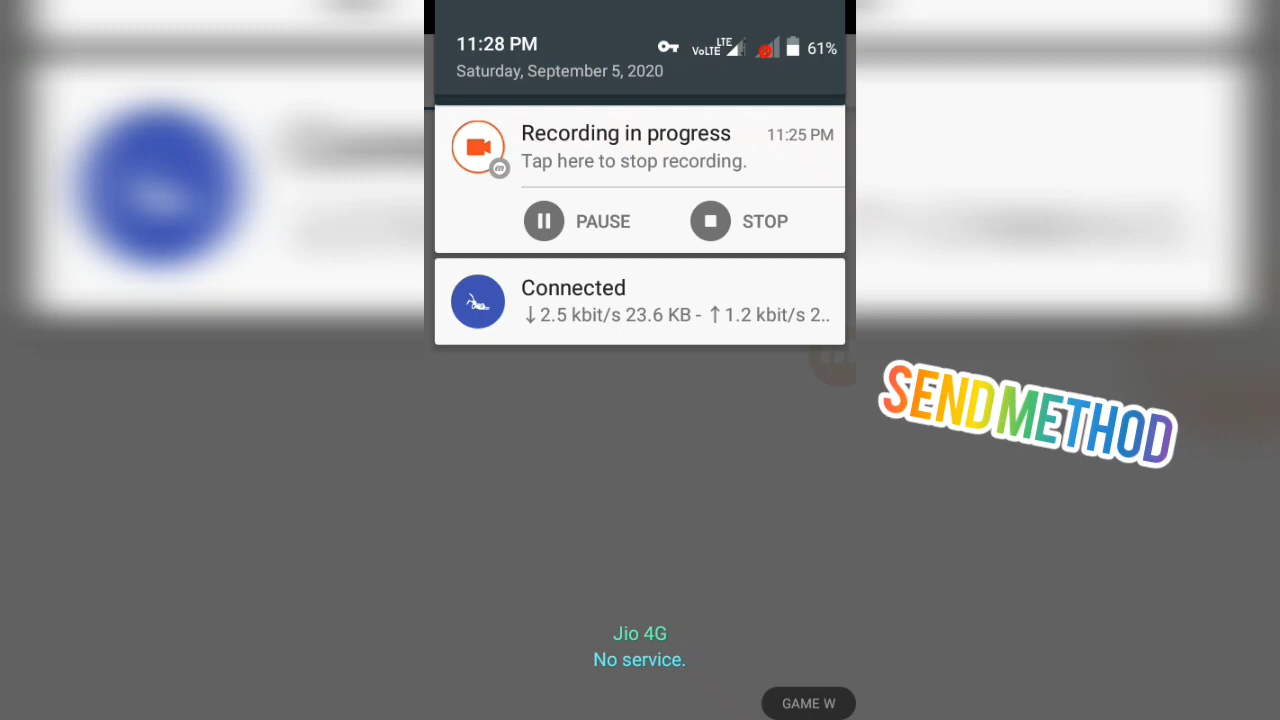 11:28 PM
VoLTE LTE 61%
Saturday, September 5, 2020
Recording in progress 11:25 PM
Tap here to stop recording.
PAUSE STOP
Connected
↓2.5 kbit/s 23.6 KB - ↑1.2 kbit/s 2..
SEND METHOD
Jio 4G
No service.
GAME W